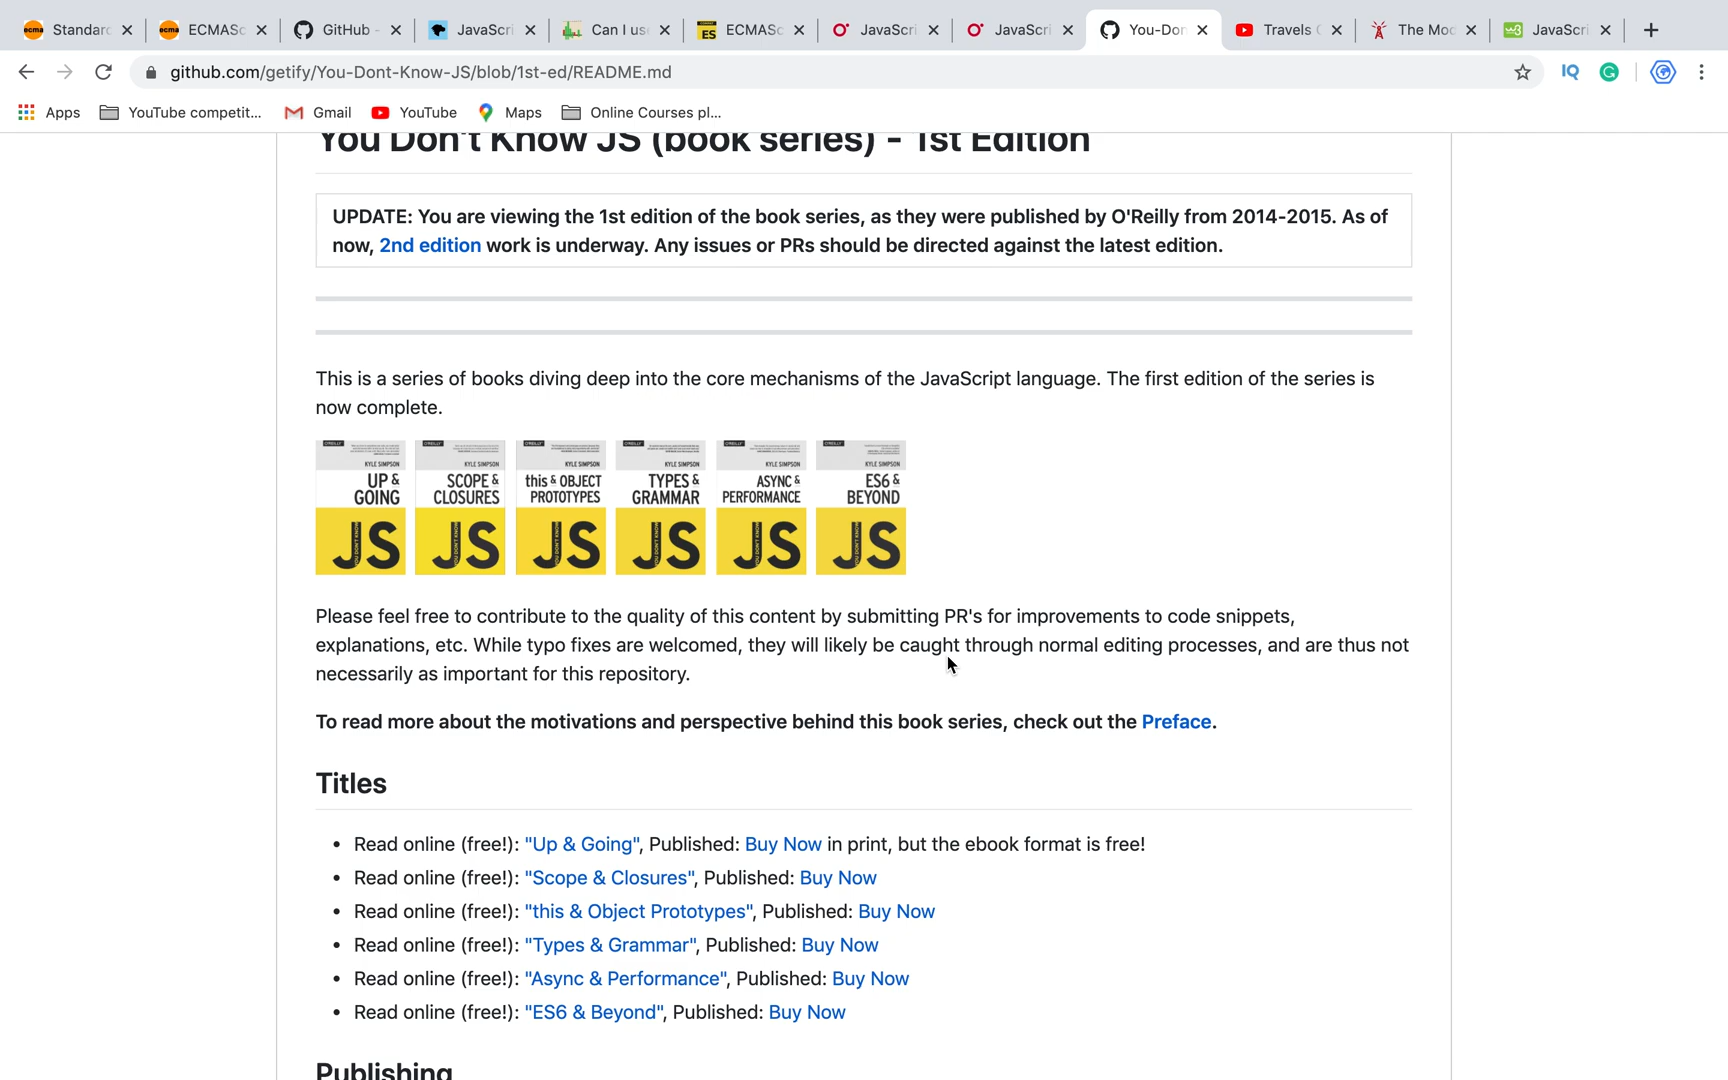 Standarc ECMASc GitHub - JavaScri Can I us ECMASc JavaScri JavaScri You-Don Travels The Moc JavaScri
github.com/getify/You-Dont-Know-JS/blob/1st-ed/README.md
Apps YouTube competit... Gmail YouTube Maps Online Courses pl...
You Don't Know JS (book series) - 1st Edition
UPDATE: You are viewing the 1st edition of the book series, as they were published by O'Reilly from 2014-2015. As of
now, 2nd edition work is underway. Any issues or PRs should be directed against the latest edition.
This is a series of books diving deep into the core mechanisms of the JavaScript language. The first edition of the series is
now complete.
KYLE SIMPSON KYLE SIMPSON KYLE SIMPSON KYLE SIMPSON KYLE SIMPSON KYLE SIMPSON
UP & SCOPE & this & OBJECT TYPES & ASYNC & ES6 &
GOING CLOSURES PROTOTYPES GRAMMAR PERFORMANCE BEYOND
JS JS JS JS JS JS
Please feel free to contribute to the quality of this content by submitting PR's for improvements to code snippets,
explanations, etc. While typo fixes are welcomed, they will likely be caught through normal editing processes, and are thus not
necessarily as important for this repository.
To read more about the motivations and perspective behind this book series, check out the Preface.
Titles
• Read online (free!): "Up & Going", Published: Buy Now in print, but the ebook format is free!
• Read online (free!): "Scope & Closures", Published: Buy Now
• Read online (free!): "this & Object Prototypes", Published: Buy Now
• Read online (free!): "Types & Grammar", Published: Buy Now
• Read online (free!): "Async & Performance", Published: Buy Now
• Read online (free!): "ES6 & Beyond", Published: Buy Now
Publishing